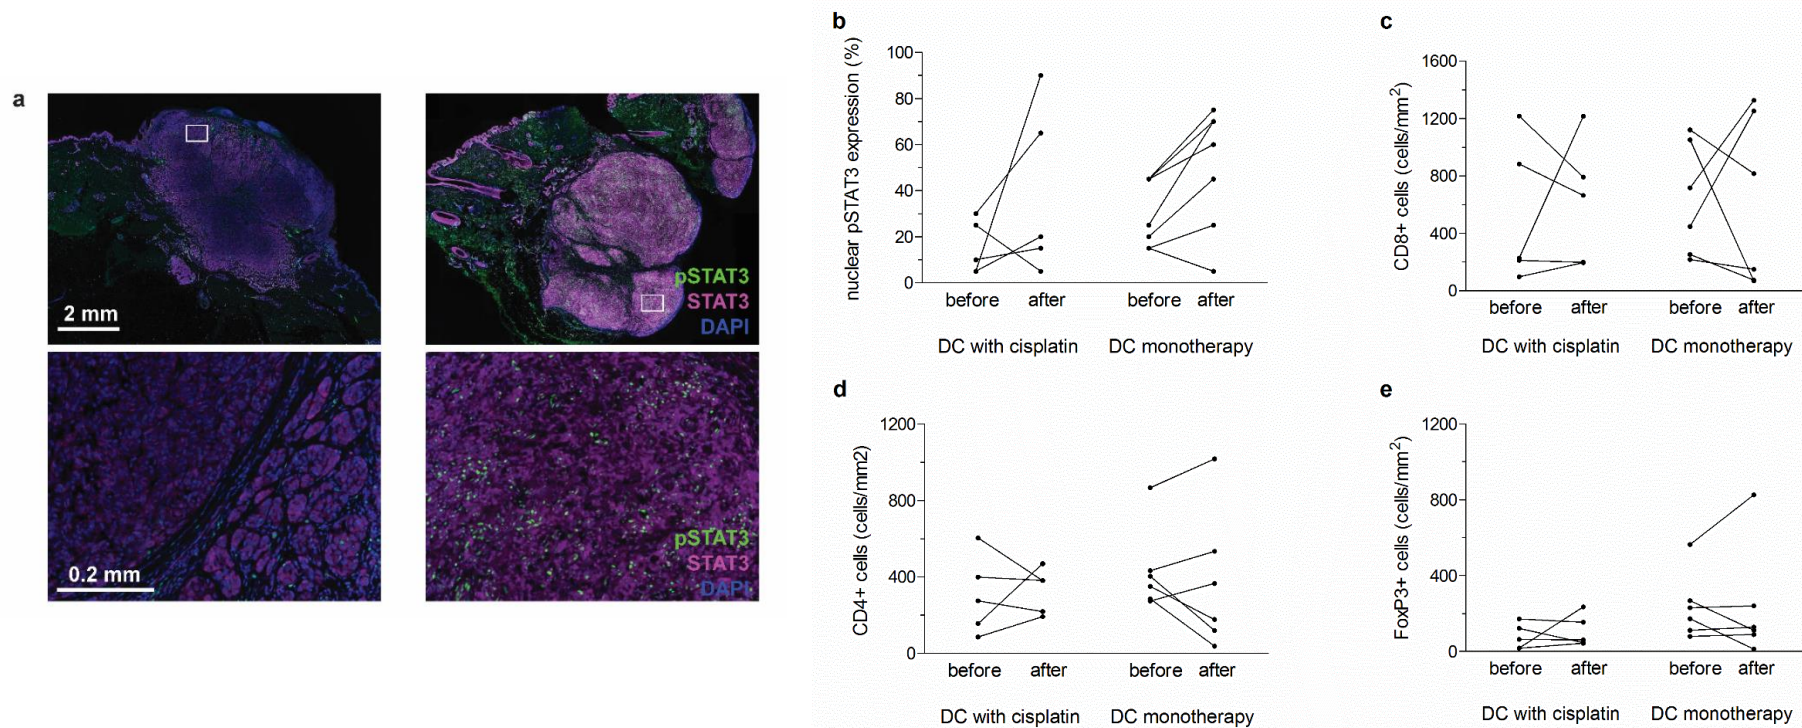 a
pSTAT3
STAT3
DAPI
2 mm
pSTAT3
STAT3
DAPI
0.2 mm
b
nuclear pSTAT3 expression (%)
100
80
60
40
20
0
before after before after
DC with cisplatin DC monotherapy
c
CD8+ cells (cells/mm2)
1600
1200
800
400
0
before after before after
DC with cisplatin DC monotherapy
d
CD4+ cells (cells/mm2)
1200
800
400
0
before after before after
DC with cisplatin DC monotherapy
e
FoxP3+ cells (cells/mm2)
1200
800
400
0
before after before after
DC with cisplatin DC monotherapy